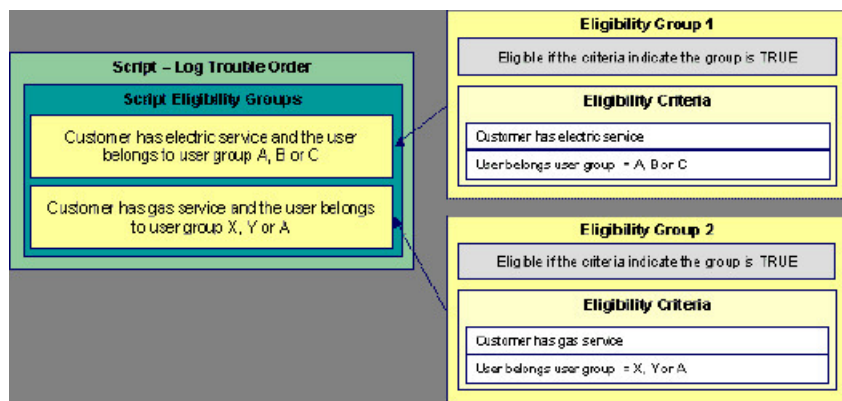 Script – Log Trouble Order
Script Eligibility Groups
Customer has electric service and the user
belongs to user group A, B or C
Customer has gas service and the user belongs
to user group X, Y or A
Eligibility Group 1
Eligible if the criteria indicate the group is TRUE
Eligibility Criteria
Customer has electric service
User belongs user group = A, B or C
Eligibility Group 2
Eligible if the criteria indicate the group is TRUE
Eligibility Criteria
Customer has gas service
User belongs user group = X, Y or A